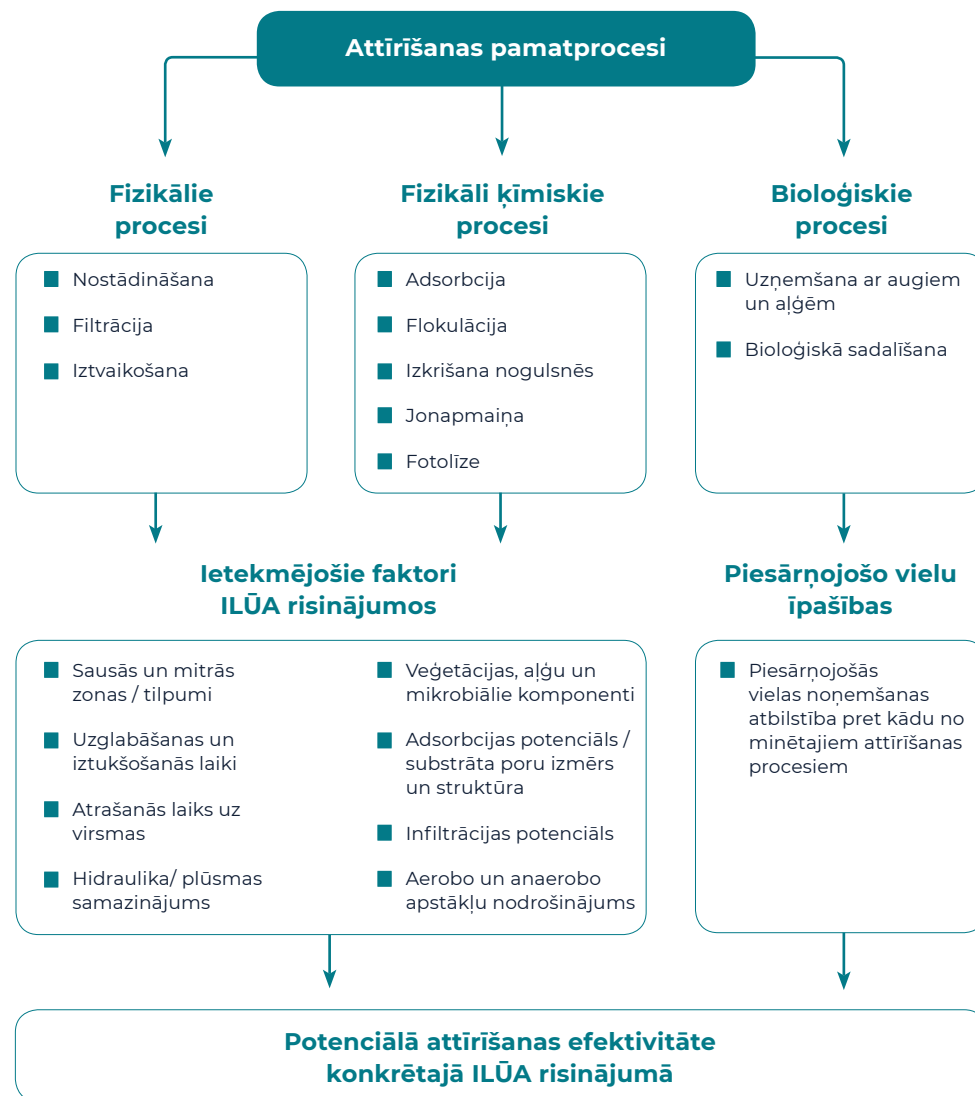 Attīrīšanas pamatprocesi
Fizikālie
procesi
Nostādināšana
Filtrācija
Iztvaikošana
Fizikāli ķīmiskie
procesi
Adsorbcija
Flokulācija
Izkrišana nogulsnēs
Jonapmaiņa
Fotolīze
Bioloģiskie
procesi
Uzņemšana ar augiem
un aļģēm
Bioloģiskā sadalīšana
Ietekmējošie faktori
ILŪA risinājumos
Sausās un mitrās
zonas / tilpumi
Uzglabāšanas un
iztukšošanās laiki
Atrašanās laiks uz
virsmas
Hidraulika/ plūsmas
samazinājums
Veģetācijas, aļģu un
mikrobiālie komponenti
Adsorbcijas potenciāls /
substrāta poru izmērs
un struktūra
Infiltrācijas potenciāls
Aerobo un anaerobo
apstākļu nodrošinājums
Piesārņojošo vielu
īpašības
Piesārņojošās
vielas noņemšanas
atbilstība pret kādu no
minētajiem attīrīšanas
procesiem
Potenciālā attīrīšanas efektivitāte
konkrētajā ILŪA risinājumā